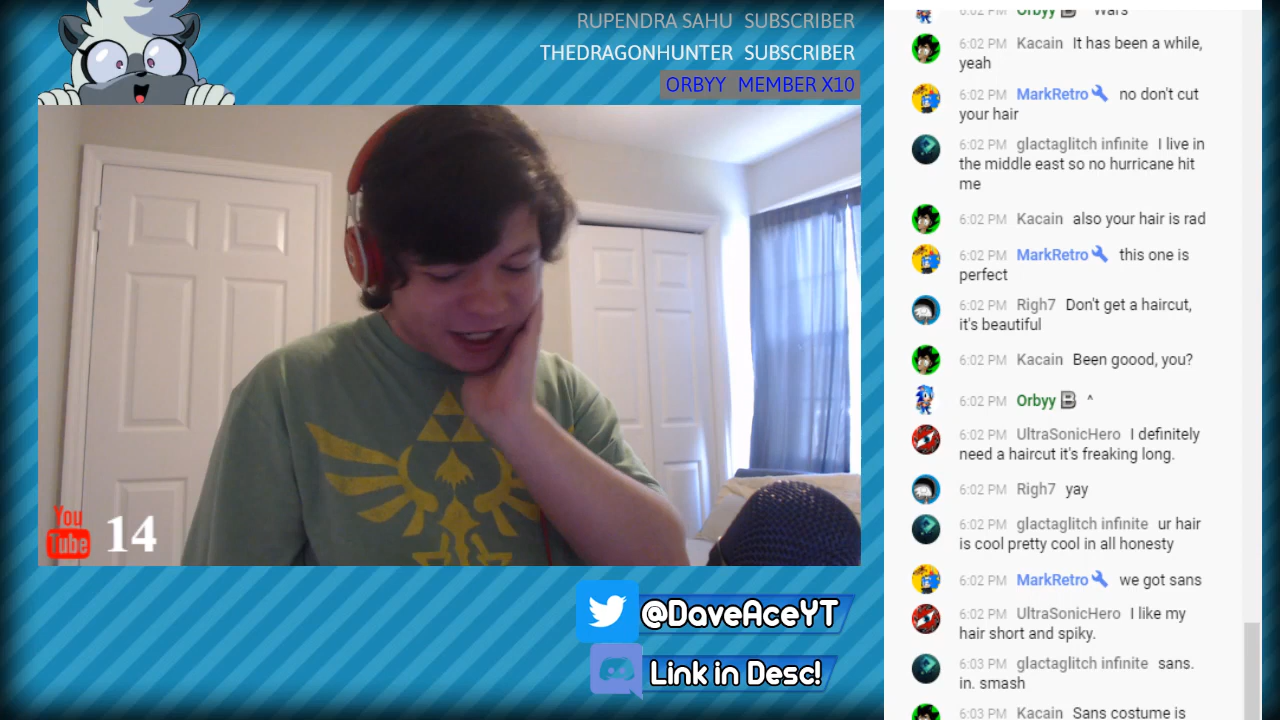 RUPENDRA SAHU SUBSCRIBER
THEDRAGONHUNTER SUBSCRIBER
ORBYY MEMBER X10
You
Tube 14
@DaveAceYT
Link in Desc!
6:02 PM Orbyy Wars
6:02 PM Kacain It has been a while,
yeah
6:02 PM MarkRetro no don't cut
your hair
6:02 PM glactaglitch infinite I live in
the middle east so no hurricane hit
me
6:02 PM Kacain also your hair is rad
6:02 PM MarkRetro this one is
perfect
6:02 PM Righ7 Don't get a haircut,
it's beautiful
6:02 PM Kacain Been goood, you?
6:02 PM Orbyy ^
6:02 PM UltraSonicHero I definitely
need a haircut it's freaking long.
6:02 PM Righ7 yay
6:02 PM glactaglitch infinite ur hair
is cool pretty cool in all honesty
6:02 PM MarkRetro we got sans
6:02 PM UltraSonicHero I like my
hair short and spiky.
6:03 PM glactaglitch infinite sans.
in. smash
6:03 PM Kacain Sans costume is